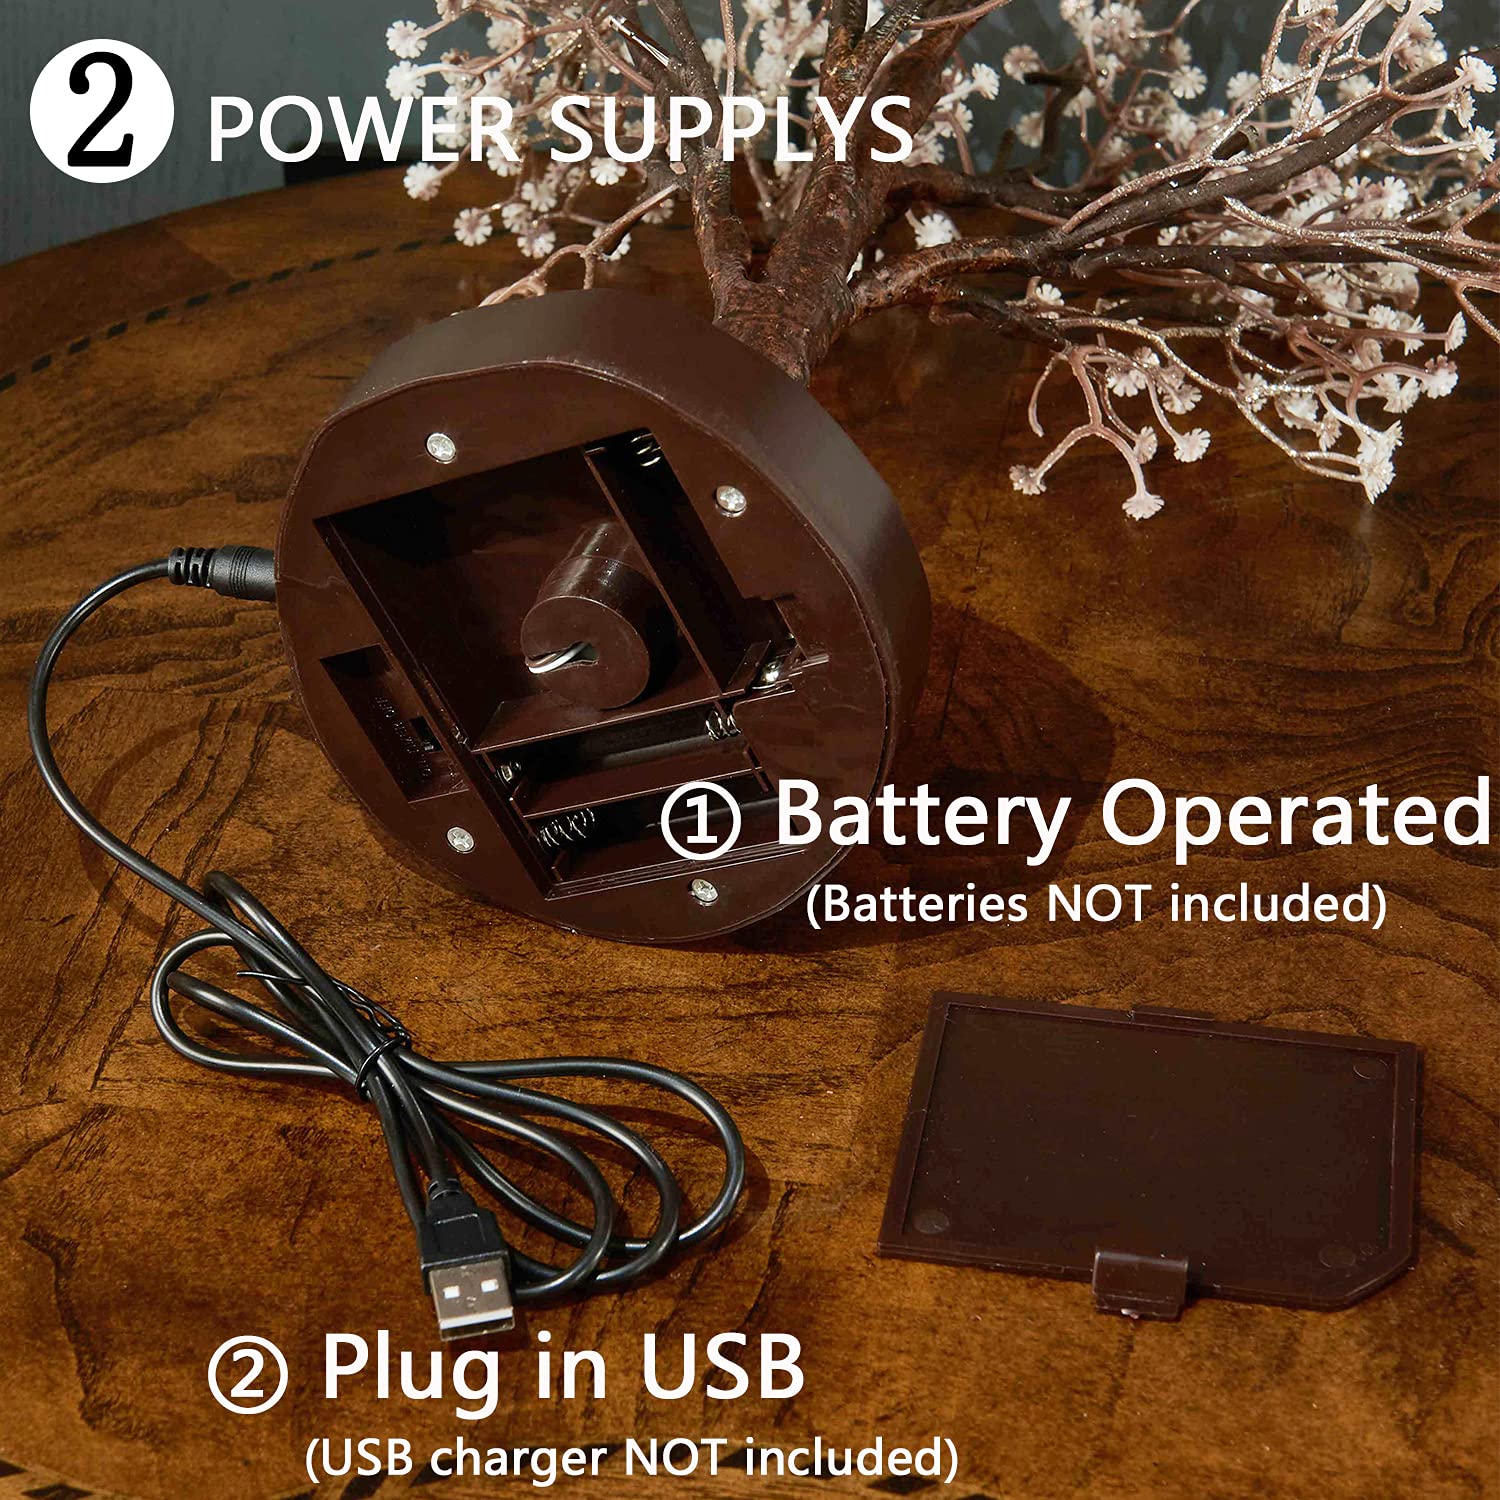 2 POWER SUPPLYS
① Battery Operated
(Batteries NOT included)
② Plug in USB
(USB charger NOT included)